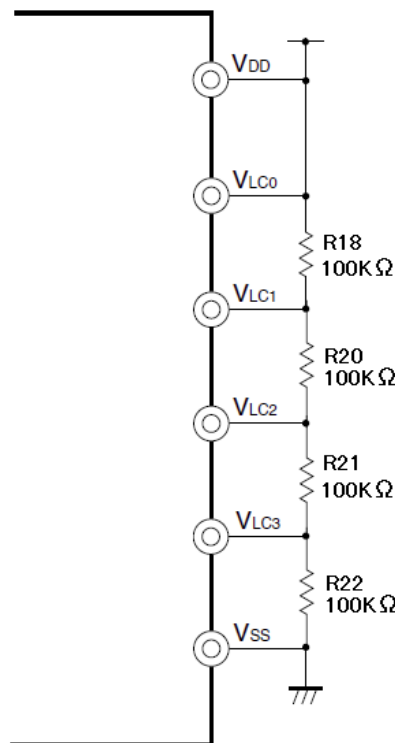 VDD
VLC0
R18
100KΩ
VLC1
R20
100KΩ
VLC2
R21
100KΩ
VLC3
R22
100KΩ
VSS